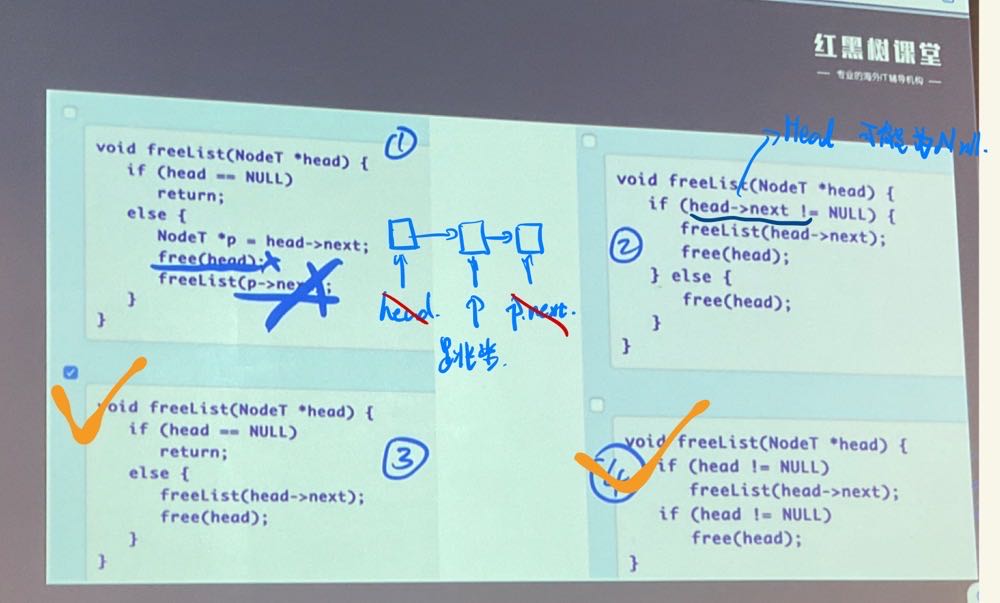 红黑树课堂
— 专业的海外IT辅导机构 —
①
void freeList(NodeT *head) {
if (head == NULL)
return;
else {
NodeT *p = head->next;
free(head);
freeList(p->next);
}
}
head.
p
p.next.
Head 可能为Null.
void freeList(NodeT *head) {
if (head->next != NULL) {
②
freeList(head->next);
free(head);
} else {
free(head);
}
}
void freeList(NodeT *head) {
if (head == NULL)
return;
③
else {
freeList(head->next);
free(head);
}
}
④
void freeList(NodeT *head) {
if (head != NULL)
freeList(head->next);
if (head != NULL)
free(head);
}